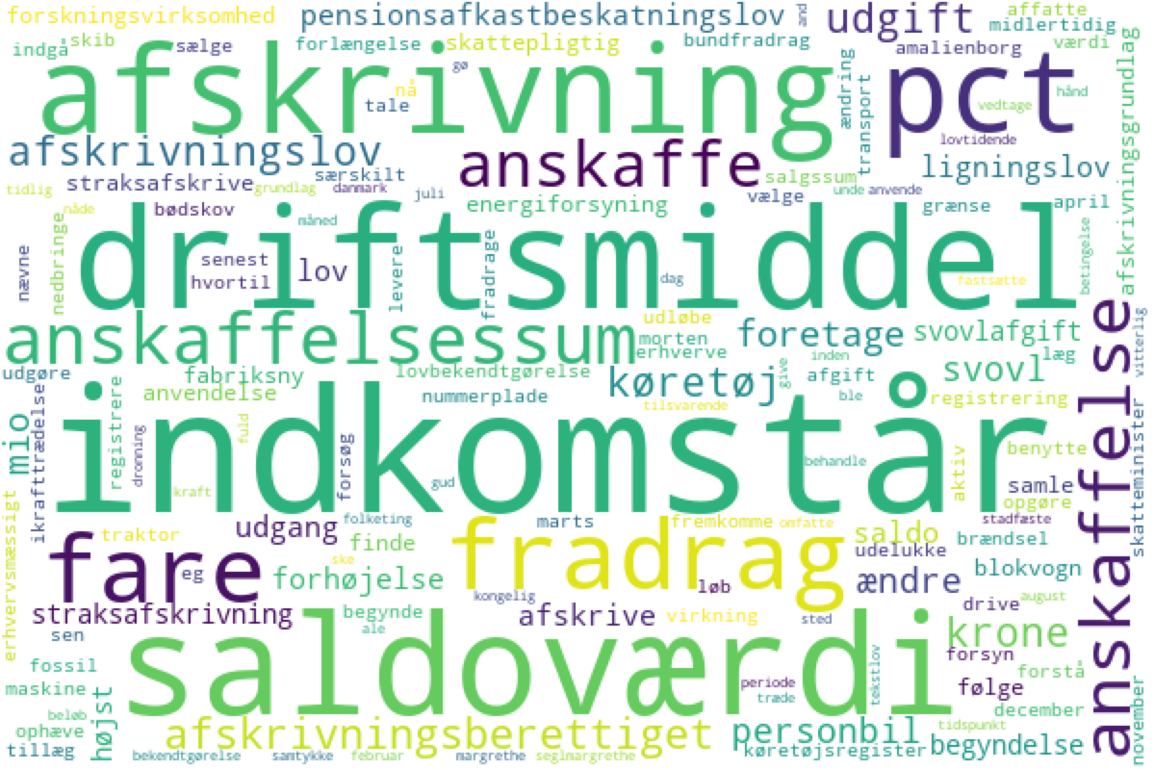 forskningsvirksomhed
pensionsafkastbeskatningslov
and
udgift
affatte
midlertidig
indgå
skib
sælge
forlængelse
skattepligtig
bundfradrag
amalienborg
værdi
afskrivning
gø
nå
tale
ændring
transport
pct
vedtage
hånd
afskrivningsgrundlag
afskrivningslov
særskilt
anskaffe
salgssum
lovtidende
ligningslov
tidlig
straksafskrive
grundlag
danmark
juli
vælge
unde
anvende
nåde
bødskov
måned
energiforsyning
grænse
april
nævne
nedbringe
driftsmiddel
senest
hvortil
lov
levere
fradrage
dag
fastsætte
betingelse
anskaffelsessum
udløbe
morten
erhverve
foretage
svovlafgift
læg
vitterlig
udgøre
fabriksny
lovbekendtgørelse
køretøj
give
inden
afgift
svovl
anvendelse
nummerplade
tilsvarende
ble
registrering
mio
ikrafttrædelse
registrere
dronning
indkomstår
fuld
forsøg
kraft
gud
behandle
aktiv
benytte
samle
opgøre
anskaffelse
skatteminister
erhvervsmæssigt
traktor
udgang
folketing
marts
fremkomme
omfatte
saldo
stadfæste
brændsel
fare
eg
finde
ske
fradrag
udelukke
forhøjelse
kongelig
løb
ændre
blokvogn
straksafskrivning
begynde
afskrive
virkning
sted
drive
august
sen
ale
krone
saldoværdi
forsyn
fossil
periode
træde
tekstlov
følge
forstå
maskine
beløb
højst
december
ophæve
afskrivningsberettiget
personbil
tidspunkt
november
tillæg
bekendtgørelse
samtykke
februar
margrethe
seglmargrethe
køretøjsregister
begyndelse